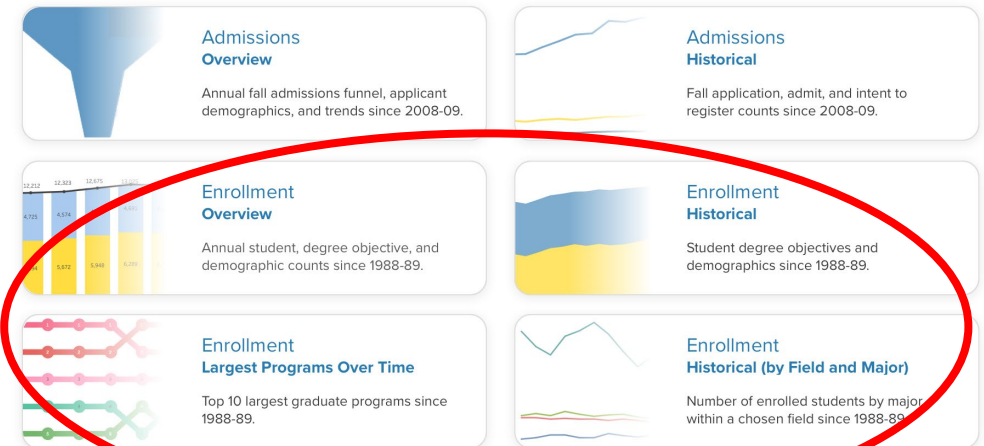 Admissions
Overview
Annual fall admissions funnel, applicant
demographics, and trends since 2008-09.
Admissions
Historical
Fall application, admit, and intent to
register counts since 2008-09.
12,212 12,323 12,675
4,725 4,574
5,672 5,949 6,239
Enrollment
Overview
Annual student, degree objective, and
demographic counts since 1988-89.
Enrollment
Historical
Student degree objectives and
demographics since 1988-89.
Enrollment
Largest Programs Over Time
Top 10 largest graduate programs since
1988-89.
Enrollment
Historical (by Field and Major)
Number of enrolled students by major
within a chosen field since 1988-89